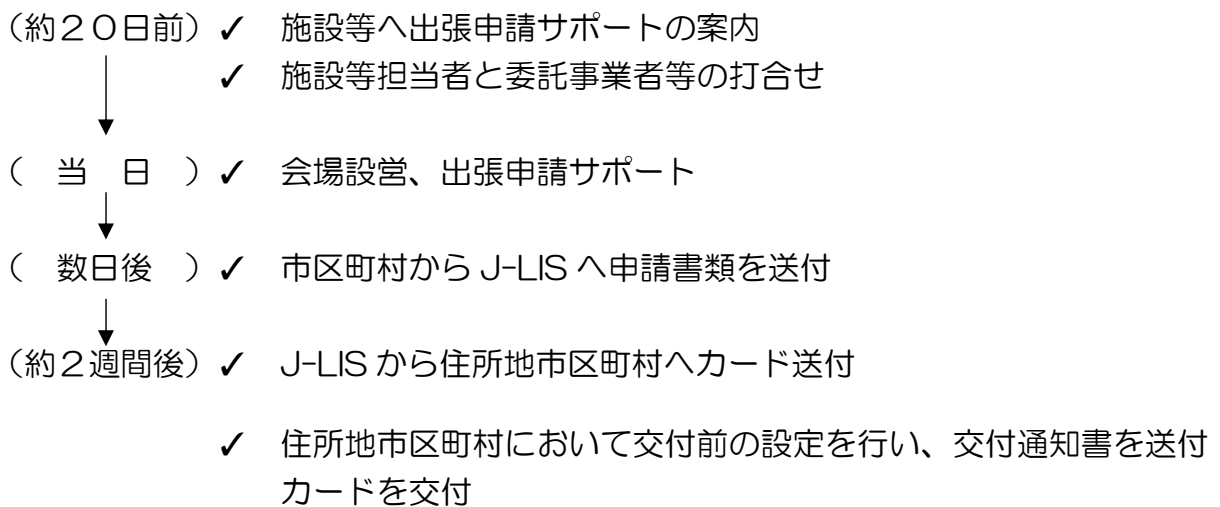 (約20日前) ✓ 施設等へ出張申請サポートの案内
✓ 施設等担当者と委託事業者等の打合せ
( 当 日 ) ✓ 会場設営、出張申請サポート
( 数日後 ) ✓ 市区町村から J-LIS へ申請書類を送付
(約2週間後) ✓ J-LIS から住所地市区町村へカード送付
✓ 住所地市区町村において交付前の設定を行い、交付通知書を送付
カードを交付